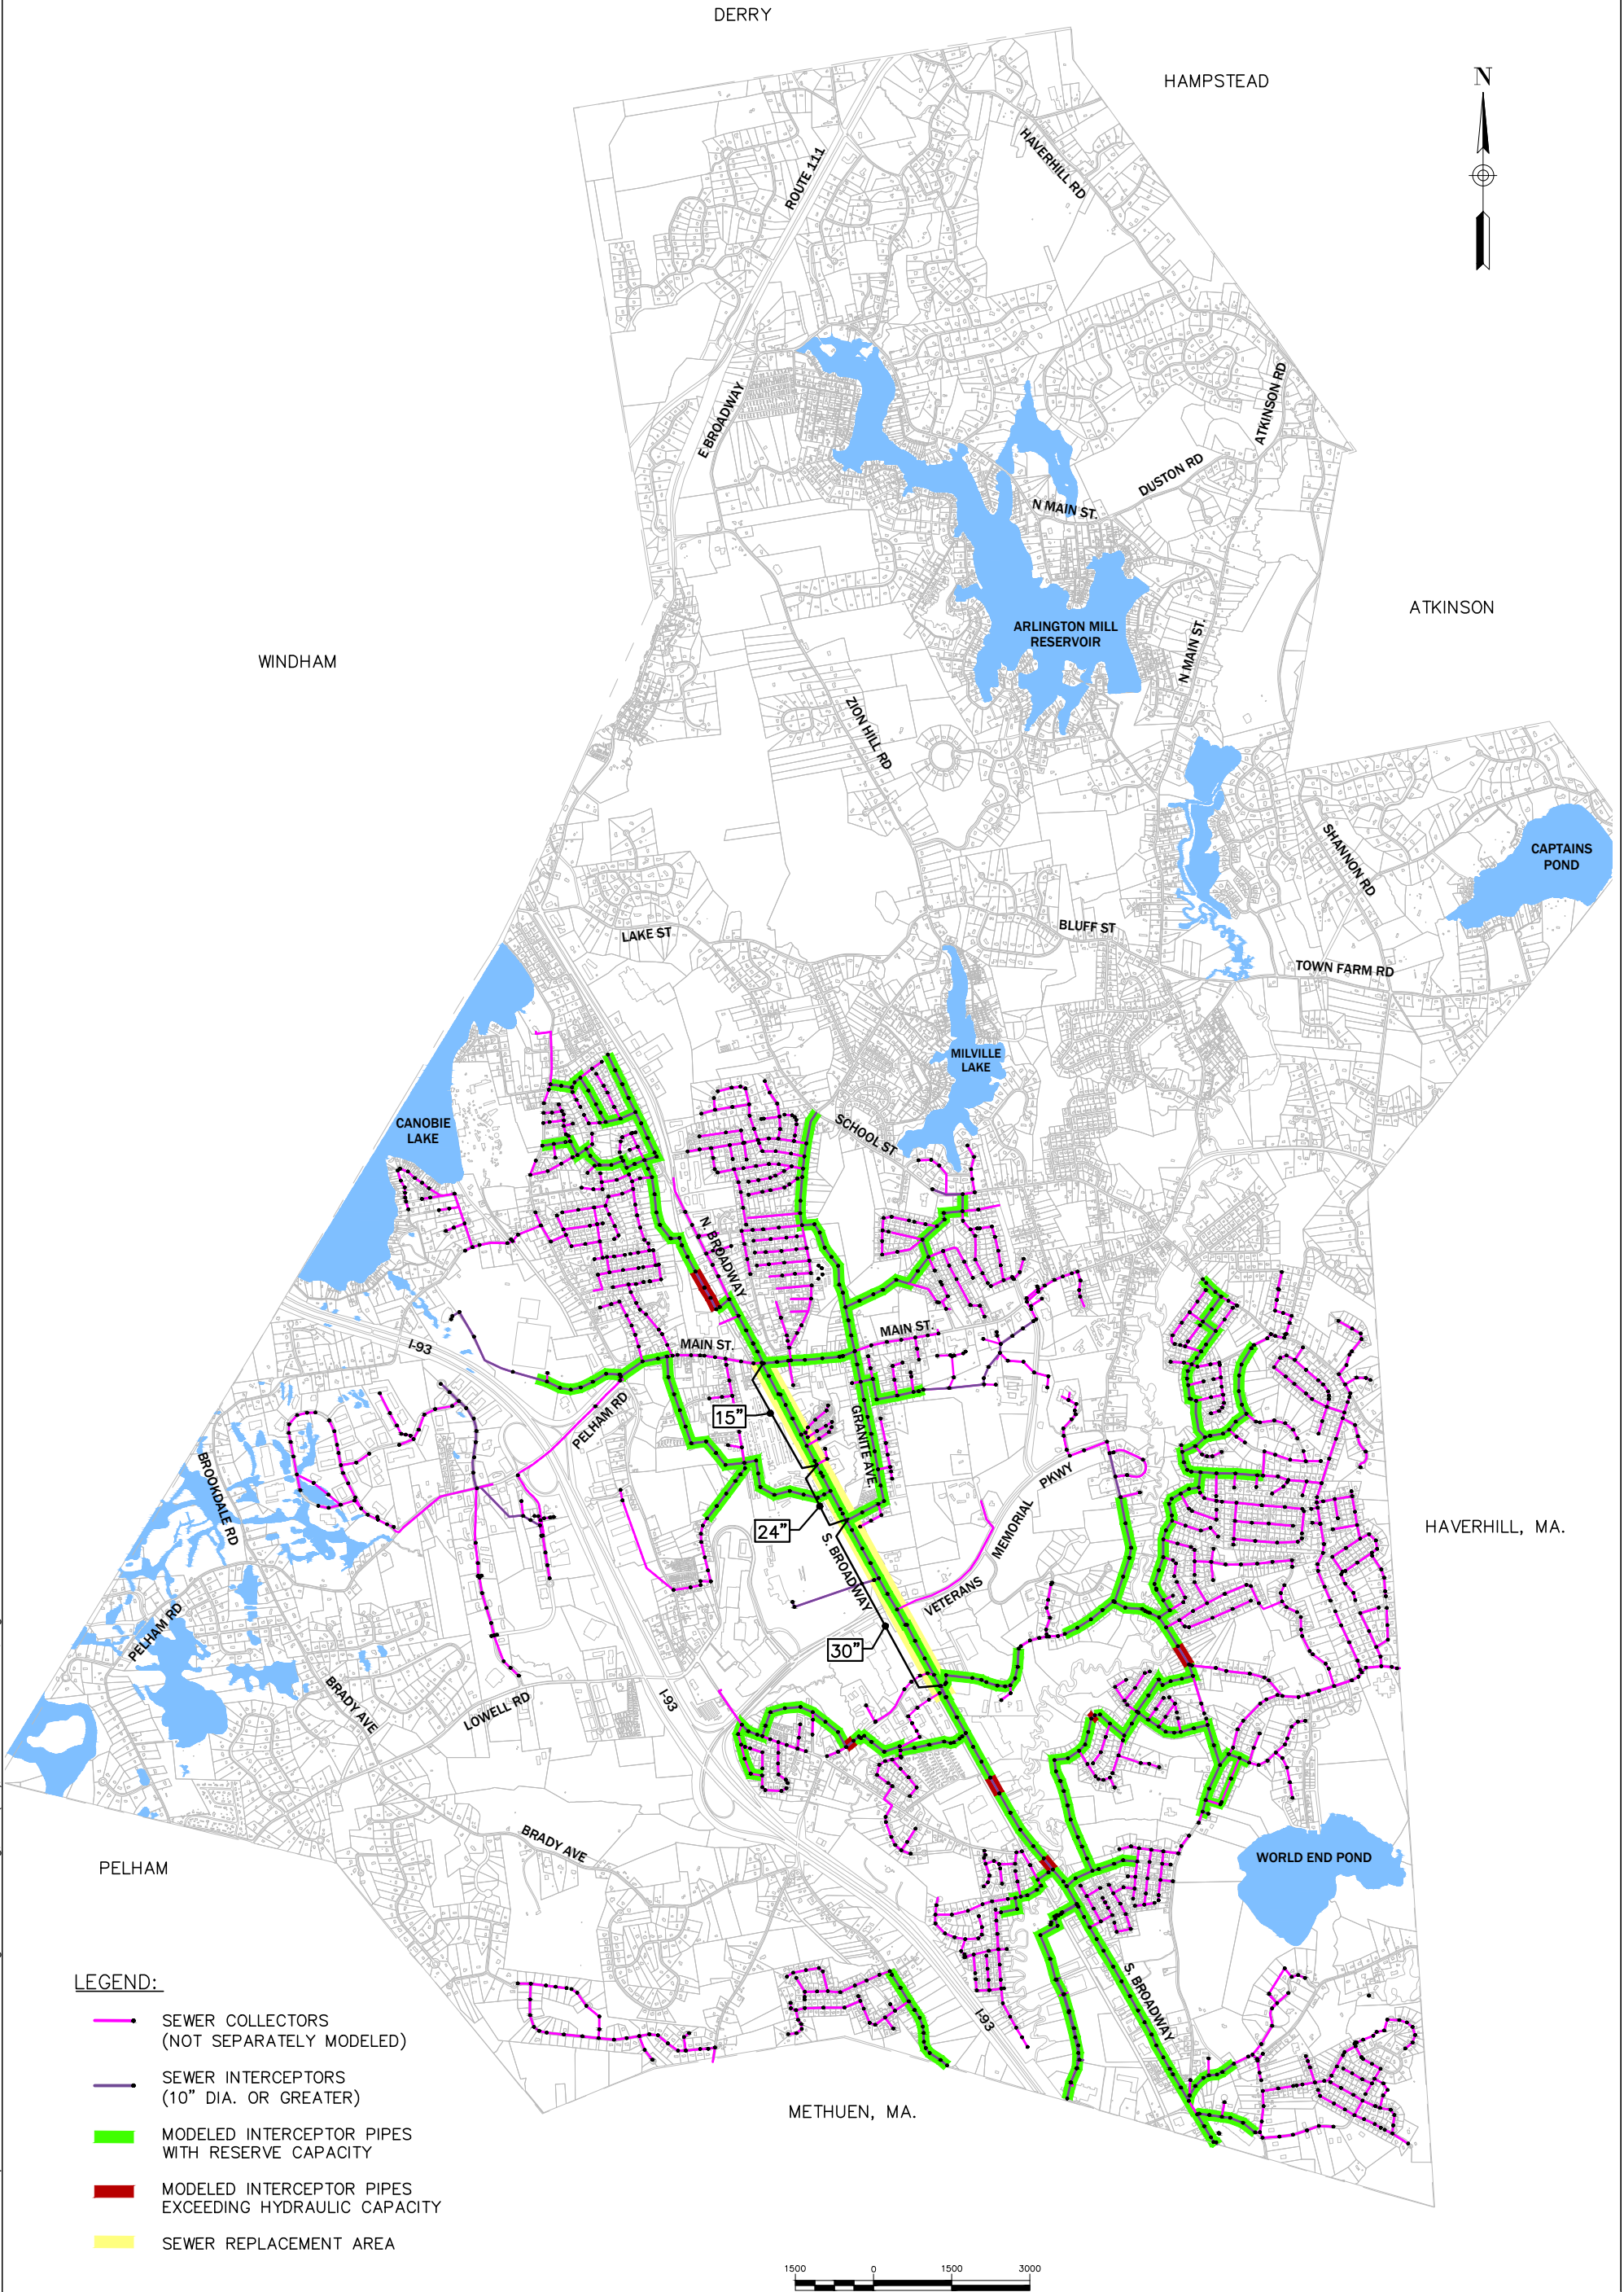 DERRY
HAMPSTEAD
N
HAVERHILL RD
ROUTE 111
E BROADWAY
ATKINSON RD
DUSTON RD
N MAIN ST.
ATKINSON
ARLINGTON MILL
RESERVOIR
N MAIN ST.
WINDHAM
ZION HILL RD
SHANNON RD
CAPTAINS
POND
LAKE ST
BLUFF ST
TOWN FARM RD
MILVILLE
LAKE
CANOBIE
LAKE
SCHOOL ST
N. BROADWAY
I-93
MAIN ST.
MAIN ST.
PELHAM RD
15"
GRANITE AVE.
BROOKDALE RD
MEMORIAL
PKWY
HAVERHILL, MA.
24"
S. BROADWAY
VETERANS
PELHAM RD
30"
BRADY AVE
LOWELL RD
I-93
BRADY AVE
PELHAM
WORLD END POND
S. BROADWAY
I-93
METHUEN, MA.
LEGEND:
SEWER COLLECTORS
(NOT SEPARATELY MODELED)
SEWER INTERCEPTORS
(10" DIA. OR GREATER)
MODELED INTERCEPTOR PIPES
WITH RESERVE CAPACITY
MODELED INTERCEPTOR PIPES
EXCEEDING HYDRAULIC CAPACITY
SEWER REPLACEMENT AREA
1500 0 1500 3000